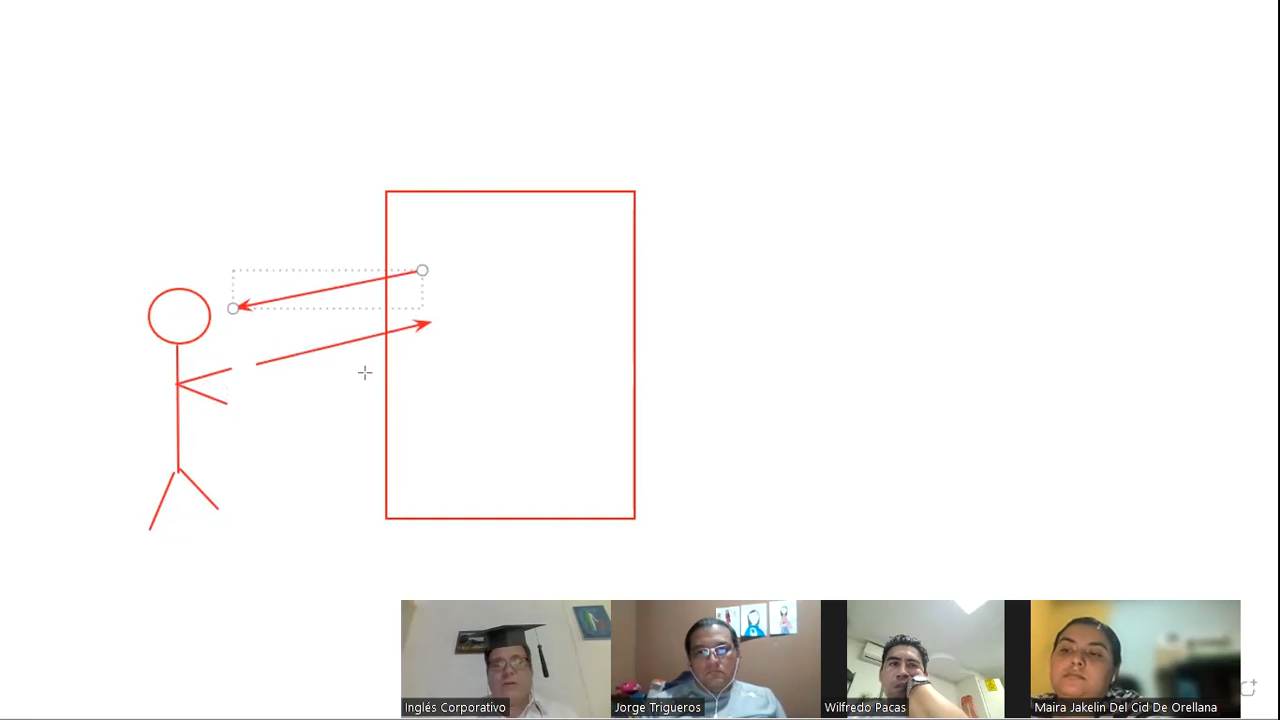 Inglés Corporativo
Jorge Trigueros
Wilfredo Pacas
Maira Jakelin Del Cid De Orellana